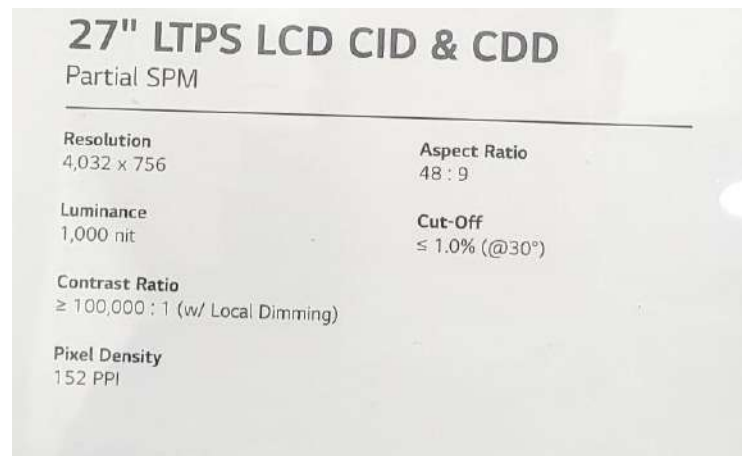 27" LTPS LCD CID & CDD
Partial SPM
Resolution
4,032 x 756
Aspect Ratio
48 : 9
Luminance
1,000 nit
Cut-Off
≤ 1.0% (@30°)
Contrast Ratio
≥ 100,000 : 1 (w/ Local Dimming)
Pixel Density
152 PPI